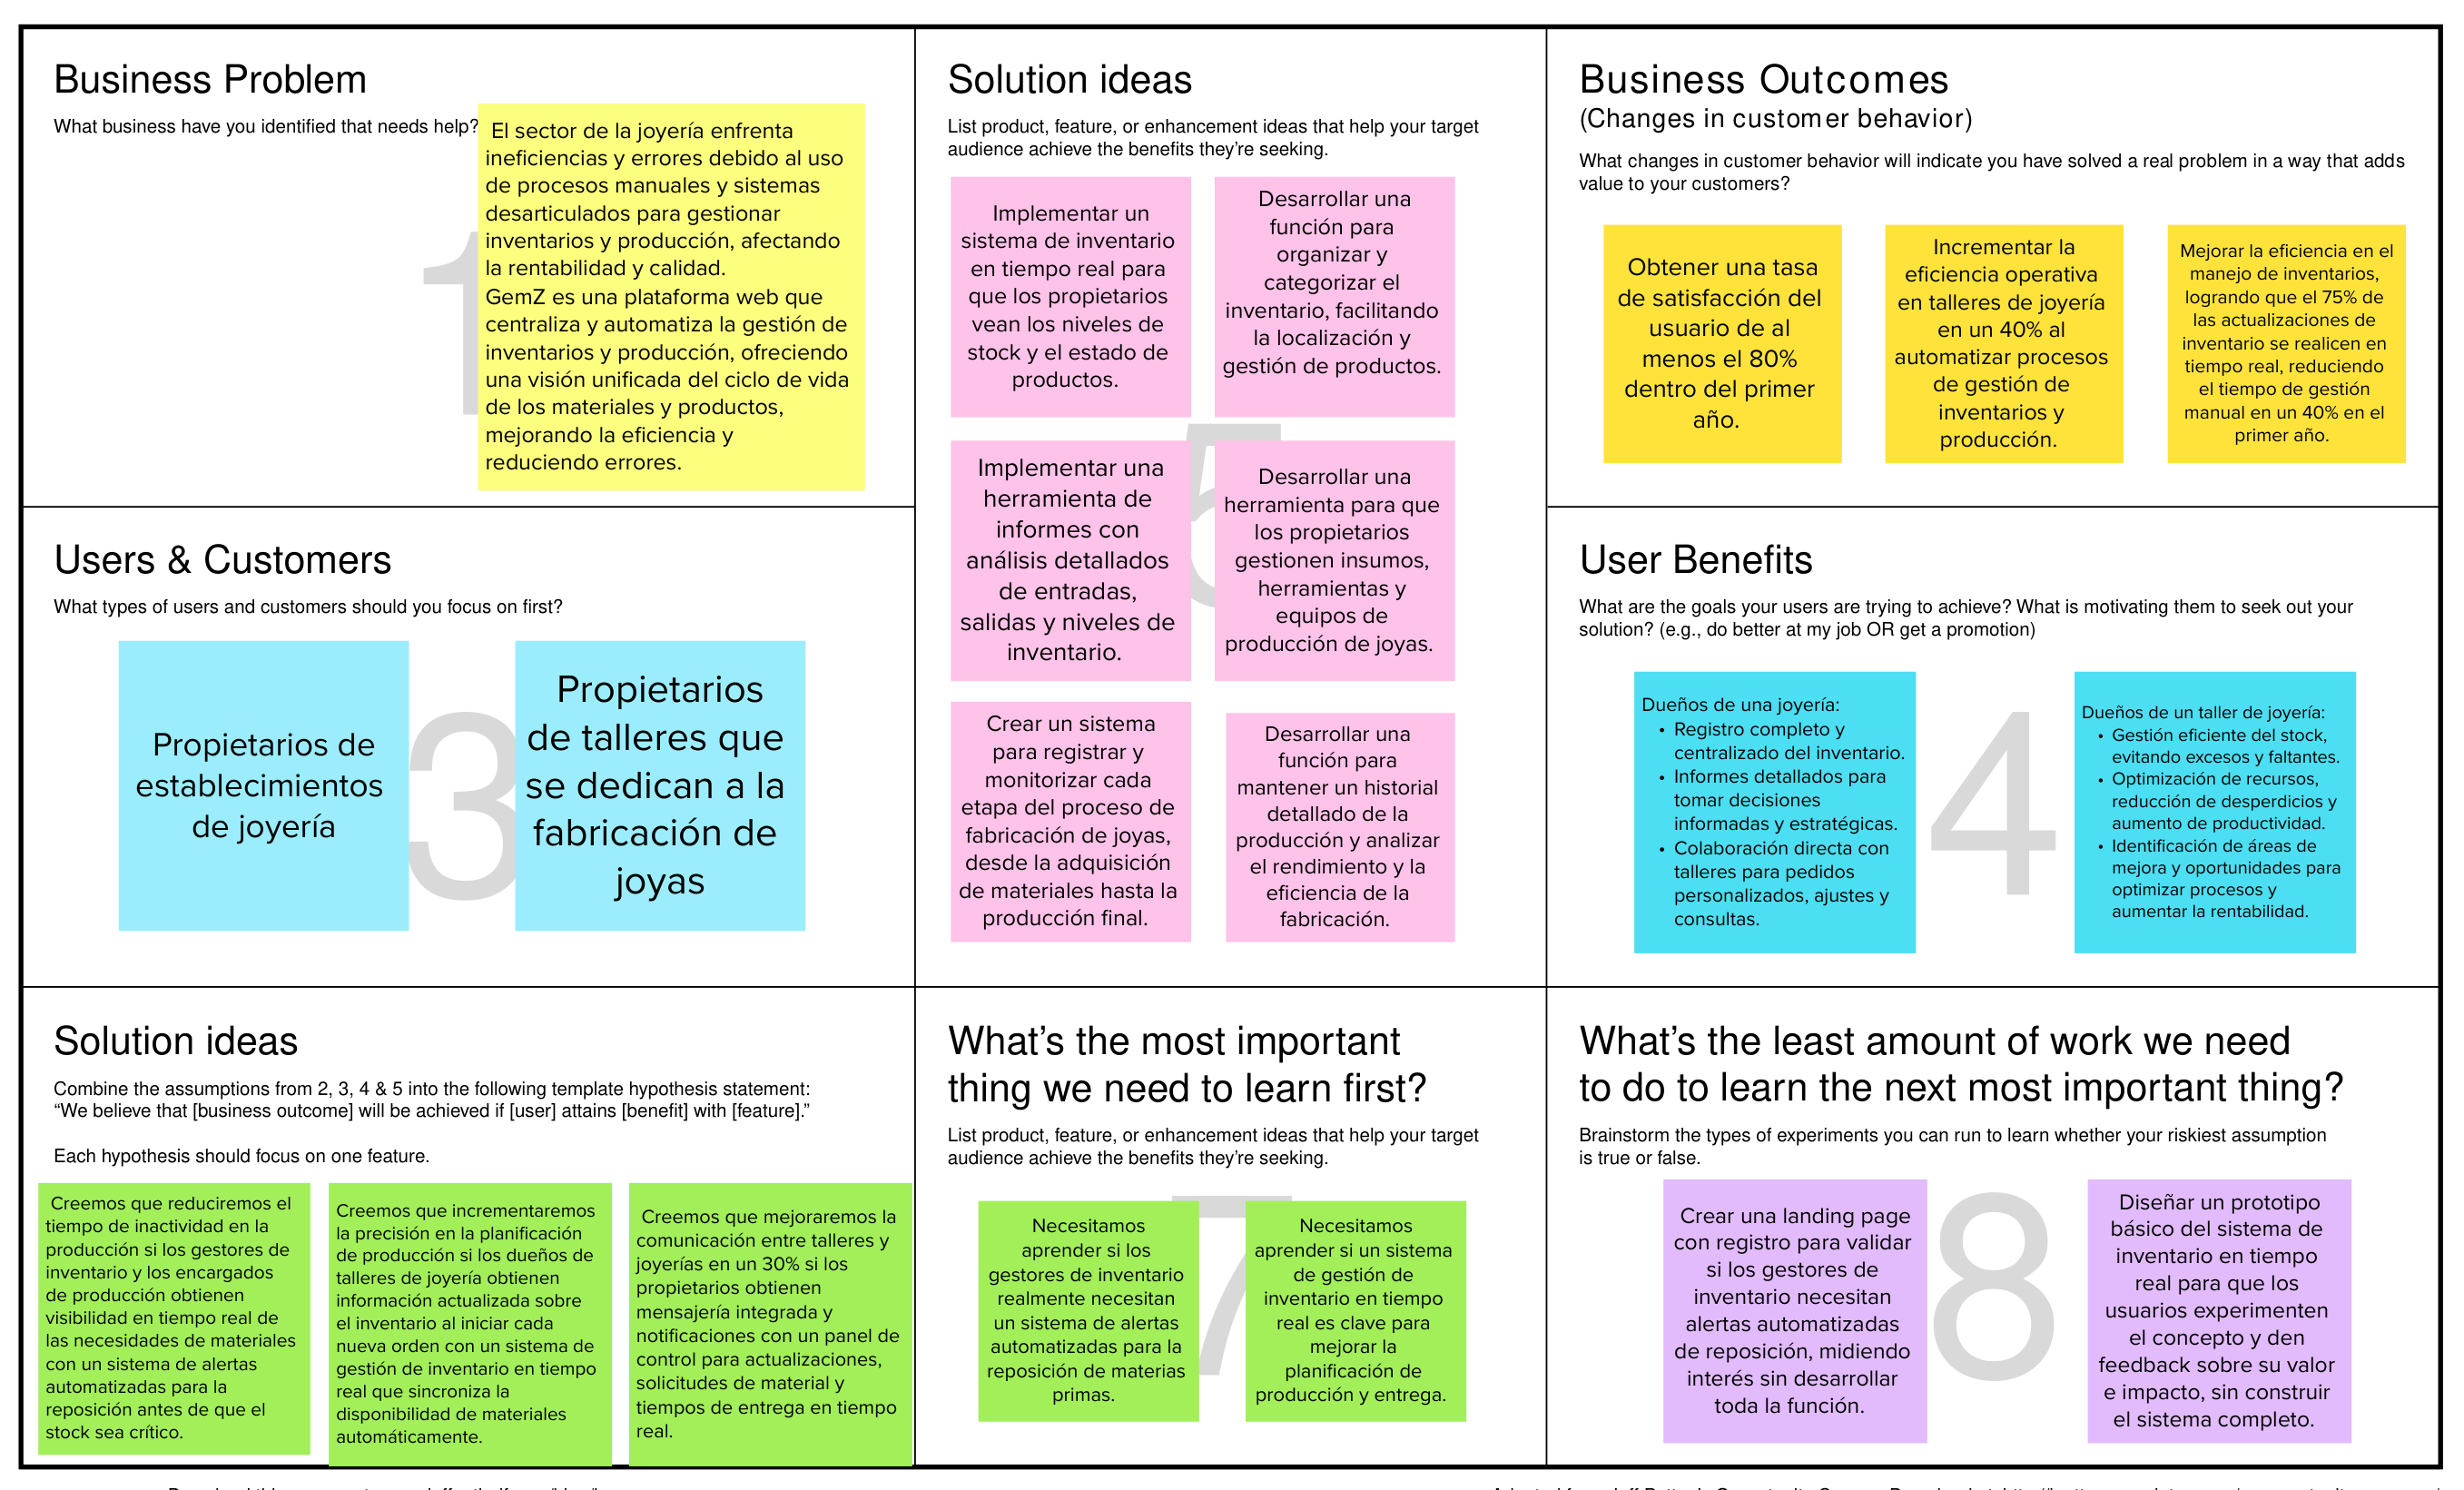 Business Problem
What business have you identified that needs help?
El sector de la joyería enfrenta
ineficiencias y errores debido al uso
de procesos manuales y sistemas
desarticulados para gestionar
inventarios y producción, afectando
la rentabilidad y calidad.
GemZ es una plataforma web que
centraliza y automatiza la gestión de
inventarios y producción, ofreciendo
una visión unificada del ciclo de vida
de los materiales y productos,
mejorando la eficiencia y
reduciendo errores.
1
Users & Customers
What types of users and customers should you focus on first?
Propietarios de
establecimientos
de joyería
3
Propietarios
de talleres que
se dedican a la
fabricación de
joyas
Solution ideas
List product, feature, or enhancement ideas that help your target
audience achieve the benefits they’re seeking.
Implementar un
sistema de inventario
en tiempo real para
que los propietarios
vean los niveles de
stock y el estado de
productos.
Desarrollar una
función para
organizar y
categorizar el
inventario, facilitando
la localización y
gestión de productos.
5
Implementar una
herramienta de
informes con
análisis detallados
de entradas,
salidas y niveles de
inventario.
Desarrollar una
herramienta para que
los propietarios
gestionen insumos,
herramientas y
equipos de
producción de joyas.
Crear un sistema
para registrar y
monitorizar cada
etapa del proceso de
fabricación de joyas,
desde la adquisición
de materiales hasta la
producción final.
Desarrollar una
función para
mantener un historial
detallado de la
producción y analizar
el rendimiento y la
eficiencia de la
fabricación.
Business Outcomes
(Changes in customer behavior)
What changes in customer behavior will indicate you have solved a real problem in a way that adds
value to your customers?
Obtener una tasa
de satisfacción del
usuario de al
menos el 80%
dentro del primer
año.
Incrementar la
eficiencia operativa
en talleres de joyería
en un 40% al
automatizar procesos
de gestión de
inventarios y
producción.
Mejorar la eficiencia en el
manejo de inventarios,
logrando que el 75% de
las actualizaciones de
inventario se realicen en
tiempo real, reduciendo
el tiempo de gestión
manual en un 40% en el
primer año.
User Benefits
What are the goals your users are trying to achieve? What is motivating them to seek out your
solution? (e.g., do better at my job OR get a promotion)
Dueños de una joyería:
• Registro completo y
centralizado del inventario.
• Informes detallados para
tomar decisiones
informadas y estratégicas.
• Colaboración directa con
talleres para pedidos
personalizados, ajustes y
consultas.
4
Dueños de un taller de joyería:
• Gestión eficiente del stock,
evitando excesos y faltantes.
• Optimización de recursos,
reducción de desperdicios y
aumento de productividad.
• Identificación de áreas de
mejora y oportunidades para
optimizar procesos y
aumentar la rentabilidad.
Solution ideas
Combine the assumptions from 2, 3, 4 & 5 into the following template hypothesis statement:
“We believe that [business outcome] will be achieved if [user] attains [benefit] with [feature].”
Each hypothesis should focus on one feature.
Creemos que reduciremos el
tiempo de inactividad en la
producción si los gestores de
inventario y los encargados
de producción obtienen
visibilidad en tiempo real de
las necesidades de materiales
con un sistema de alertas
automatizadas para la
reposición antes de que el
stock sea crítico.
Creemos que incrementaremos
la precisión en la planificación
de producción si los dueños de
talleres de joyería obtienen
información actualizada sobre
el inventario al iniciar cada
nueva orden con un sistema de
gestión de inventario en tiempo
real que sincroniza la
disponibilidad de materiales
automáticamente.
Creemos que mejoraremos la
comunicación entre talleres y
joyerías en un 30% si los
propietarios obtienen
mensajería integrada y
notificaciones con un panel de
control para actualizaciones,
solicitudes de material y
tiempos de entrega en tiempo
real.
What’s the most important
thing we need to learn first?
List product, feature, or enhancement ideas that help your target
audience achieve the benefits they’re seeking.
Necesitamos
aprender si los
gestores de inventario
realmente necesitan
un sistema de alertas
automatizadas para la
reposición de materias
primas.
7
Necesitamos
aprender si un sistema
de gestión de
inventario en tiempo
real es clave para
mejorar la
planificación de
producción y entrega.
What’s the least amount of work we need
to do to learn the next most important thing?
Brainstorm the types of experiments you can run to learn whether your riskiest assumption
is true or false.
Crear una landing page
con registro para validar
si los gestores de
inventario necesitan
alertas automatizadas
de reposición, midiendo
interés sin desarrollar
toda la función.
8
Diseñar un prototipo
básico del sistema de
inventario en tiempo
real para que los
usuarios experimenten
el concepto y den
feedback sobre su valor
e impacto, sin construir
el sistema completo.